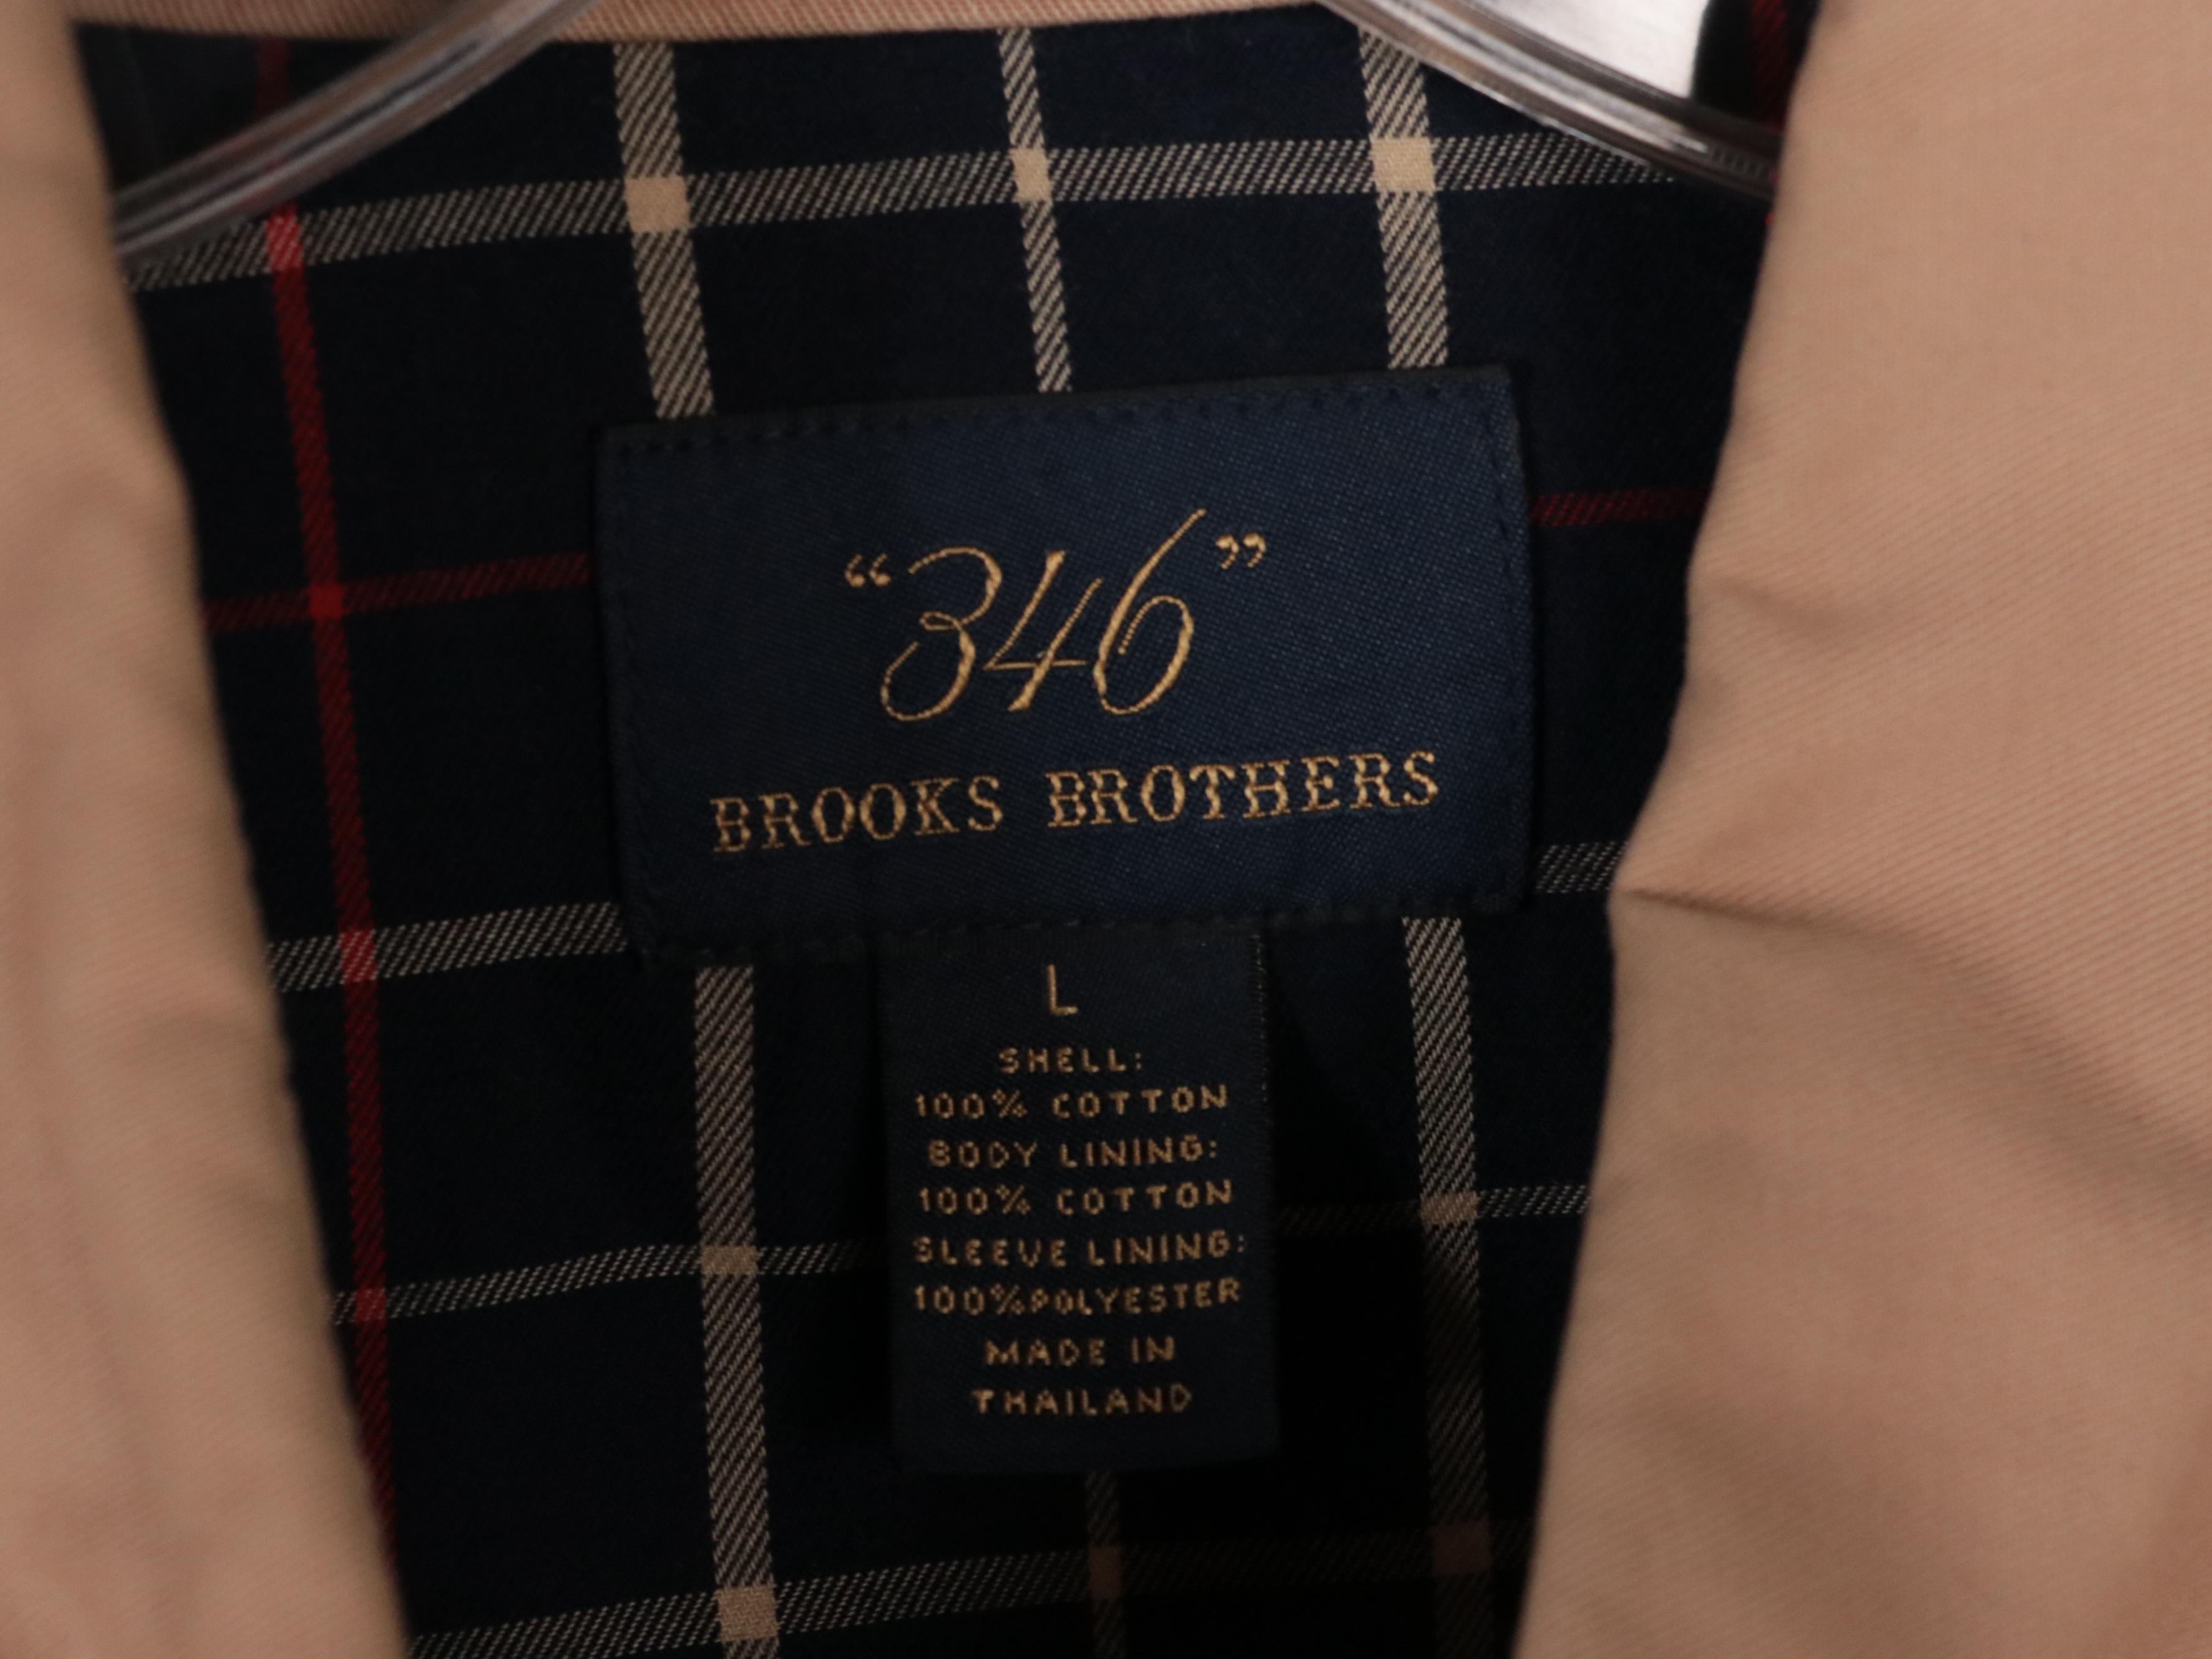 “346”
BROOKS BROTHERS
L
SHELL:
100% COTTON
BODY LINING:
100% COTTON
SLEEVE LINING:
100%POLYESTER
MADE IN
THAILAND